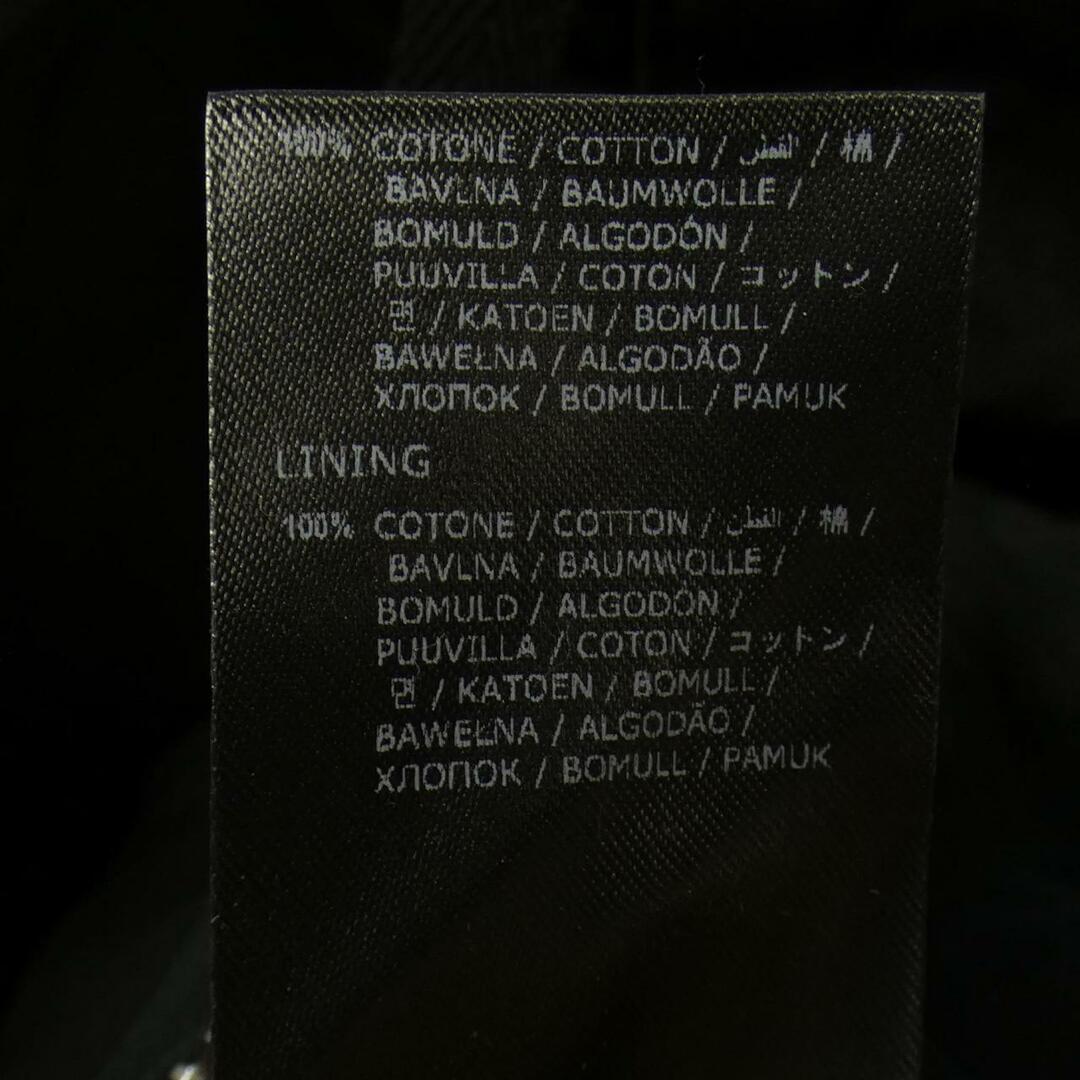 100% COTONE / COTTON / القطن / 棉 /
BAVLNA / BAUMWOLLE /
BOMULD / ALGODÓN /
PUUVILLA / COTON / コットン /
면 / KATOEN / BOMULL /
BAWEŁNA / ALGODÃO /
ХЛОПОК / BOMULL / PAMUK
LINING
100% COTONE / COTTON / القطن / 棉 /
BAVLNA / BAUMWOLLE /
BOMULD / ALGODÓN /
PUUVILLA / COTON / コットン /
면 / KATOEN / BOMULL /
BAWEŁNA / ALGODÃO /
ХЛОПОК / BOMULL / PAMUK